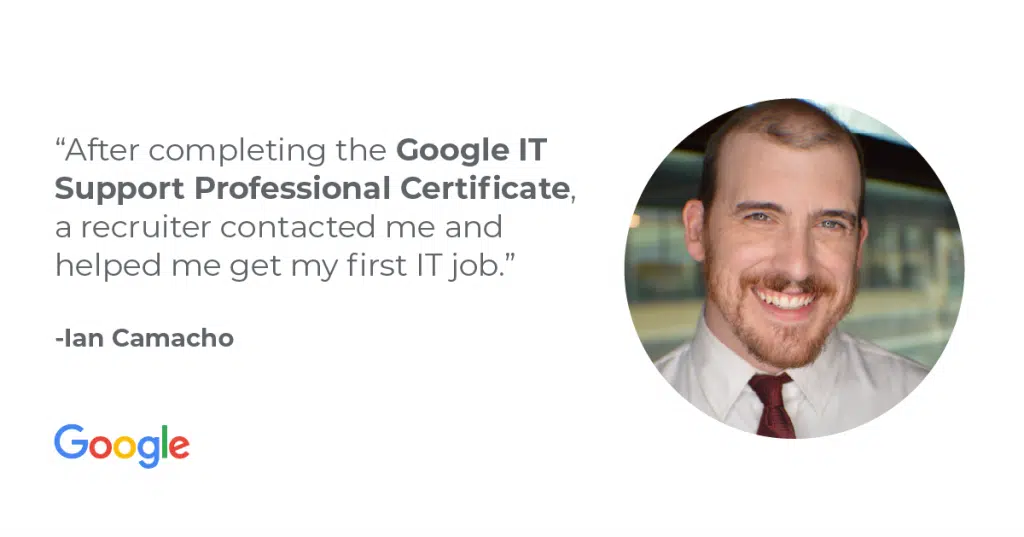 “After completing the Google IT
Support Professional Certificate,
a recruiter contacted me and
helped me get my first IT job.”
-Ian Camacho
Google